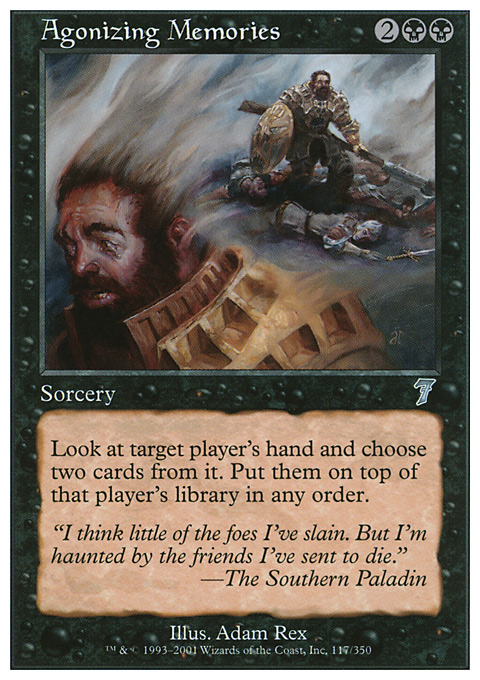 Agonizing Memories 2
Sorcery 7
Look at target player's hand and choose
two cards from it. Put them on top of
that player's library in any order.
“I think little of the foes I've slain. But I'm
haunted by the friends I've sent to die.”
—The Southern Paladin
Illus. Adam Rex
™ & © 1993–2001 Wizards of the Coast, Inc. 117/350